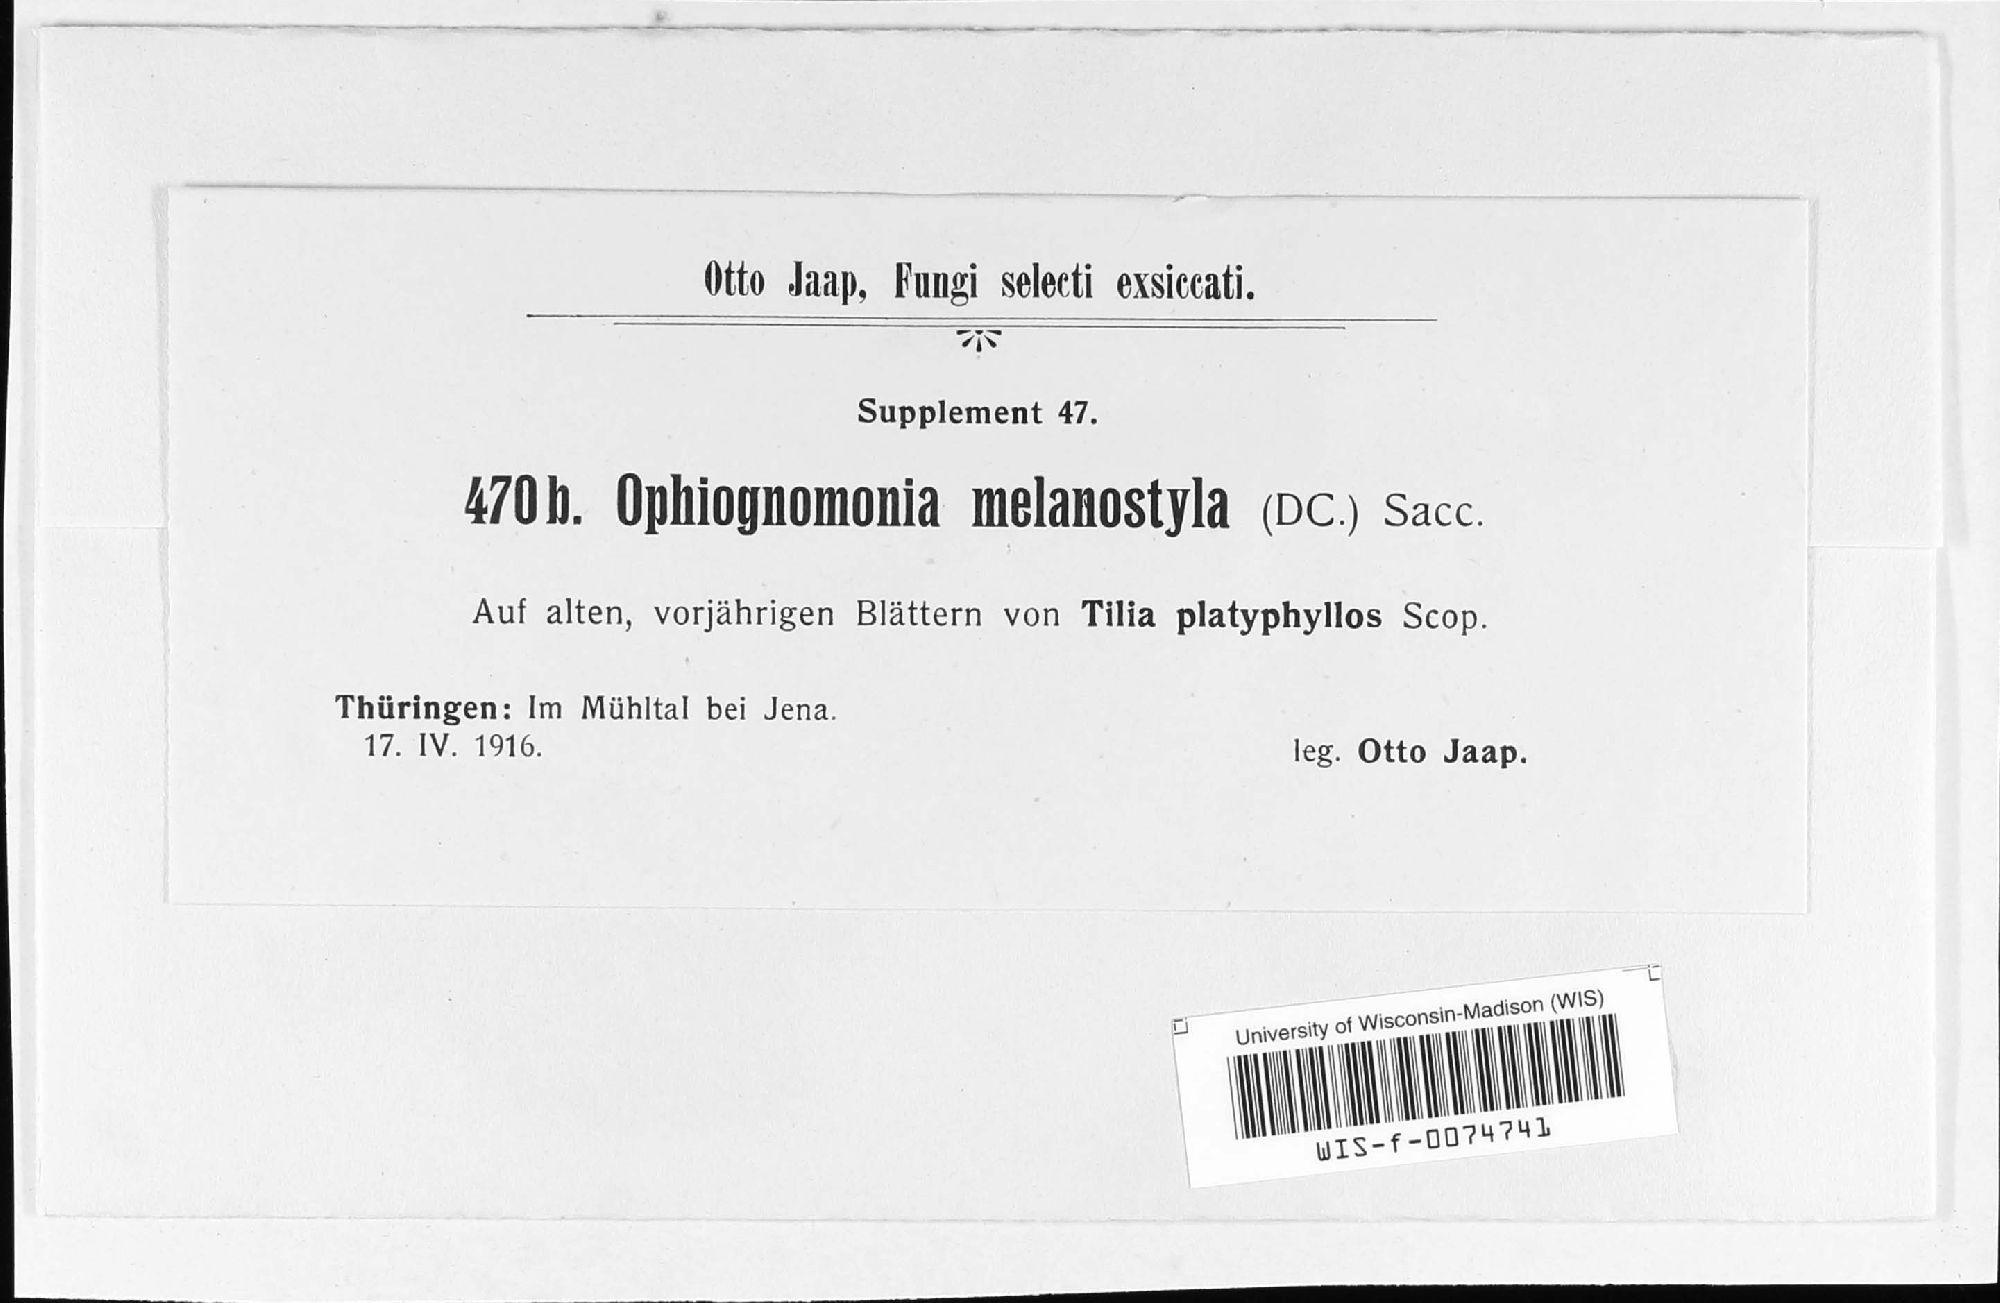 Otto Jaap, Fungi selecti exsiccati.
Supplement 47.
470 b. Ophiognomonia melanostyla (DC.) Sacc.
Auf alten, vorjährigen Blättern von Tilia platyphyllos Scop.
Thüringen: Im Mühltal bei Jena.
17. IV. 1916.
leg. Otto Jaap.
University of Wisconsin-Madison (WIS)
WIS-f-0074741